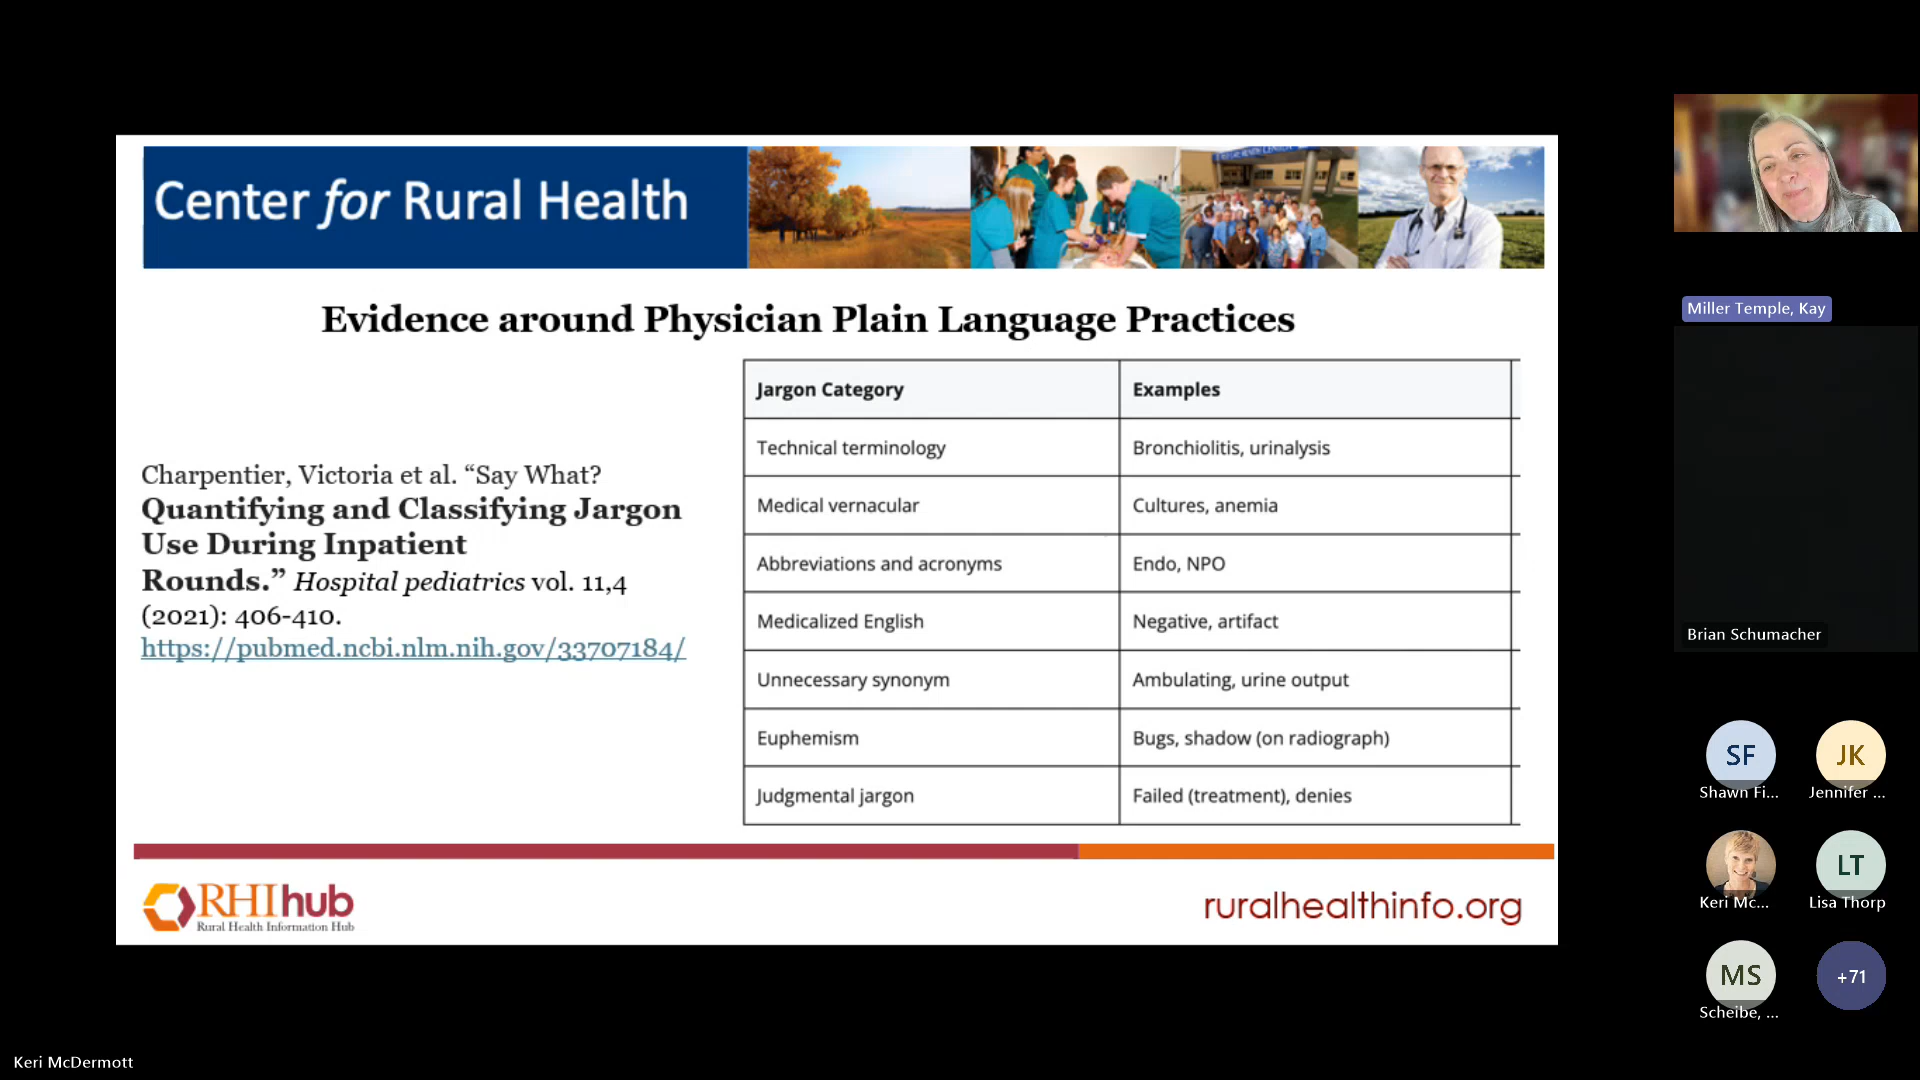 Center for Rural Health
Evidence around Physician Plain Language Practices
Charpentier, Victoria et al. “Say What?
Quantifying and Classifying Jargon
Use During Inpatient
Rounds.” Hospital pediatrics vol. 11,4
(2021): 406-410.
https://pubmed.ncbi.nlm.nih.gov/33707184/
Jargon Category Examples
Technical terminology Bronchiolitis, urinalysis
Medical vernacular Cultures, anemia
Abbreviations and acronyms Endo, NPO
Medicalized English Negative, artifact
Unnecessary synonym Ambulating, urine output
Euphemism Bugs, shadow (on radiograph)
Judgmental jargon Failed (treatment), denies
RHIhub
Rural Health Information Hub
ruralhealthinfo.org
Miller Temple, Kay
Brian Schumacher
SF JK
Shawn Fi... Jennifer ...
LT
Keri Mc... Lisa Thorp
MS +71
Scheibe, ...
Keri McDermott